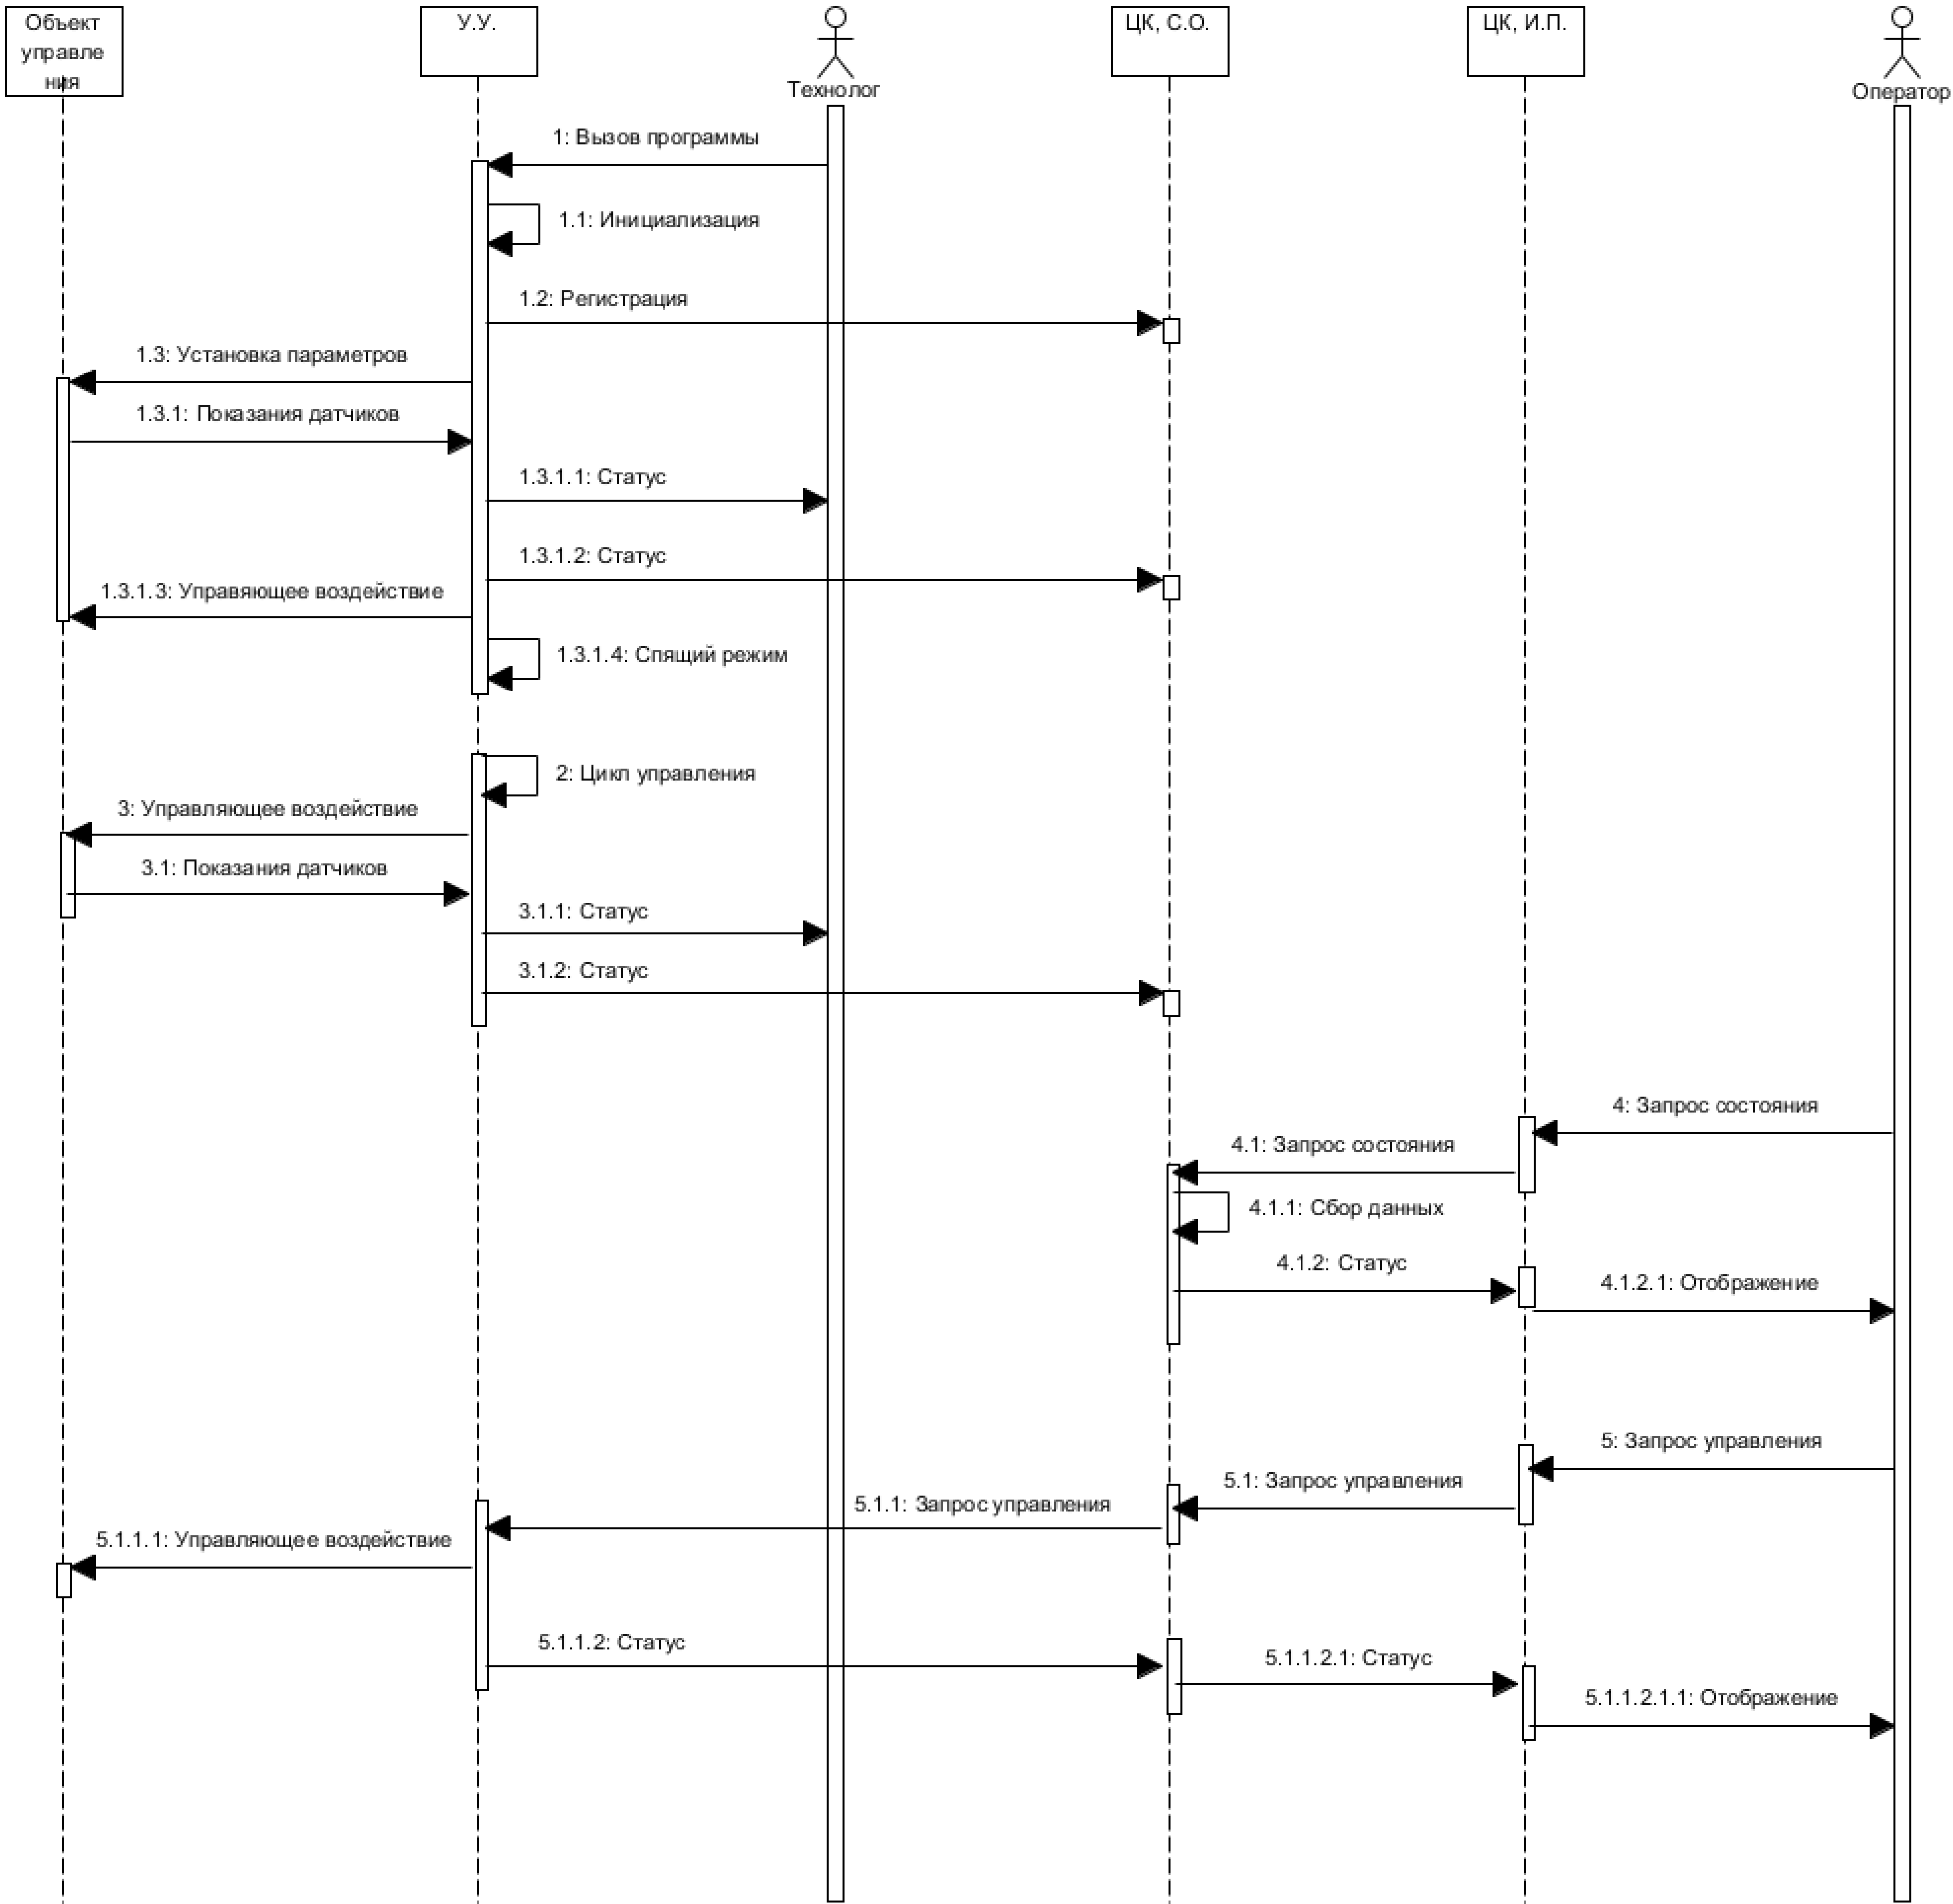 Объект
управле
ния
У.У.
Технолог
ЦК, С.О.
ЦК, И.П.
Оператор
1: Вызов программы
1.1: Инициализация
1.2: Регистрация
1.3: Установка параметров
1.3.1: Показания датчиков
1.3.1.1: Статус
1.3.1.2: Статус
1.3.1.3: Управяющее воздействие
1.3.1.4: Спящий режим
2: Цикл управления
3: Управляющее воздействие
3.1: Показания датчиков
3.1.1: Статус
3.1.2: Статус
4: Запрос состояния
4.1: Запрос состояния
4.1.1: Сбор данных
4.1.2: Статус
4.1.2.1: Отображение
5: Запрос управления
5.1: Запрос управления
5.1.1: Запрос управления
5.1.1.1: Управляющее воздействие
5.1.1.2: Статус
5.1.1.2.1: Статус
5.1.1.2.1.1: Отображение